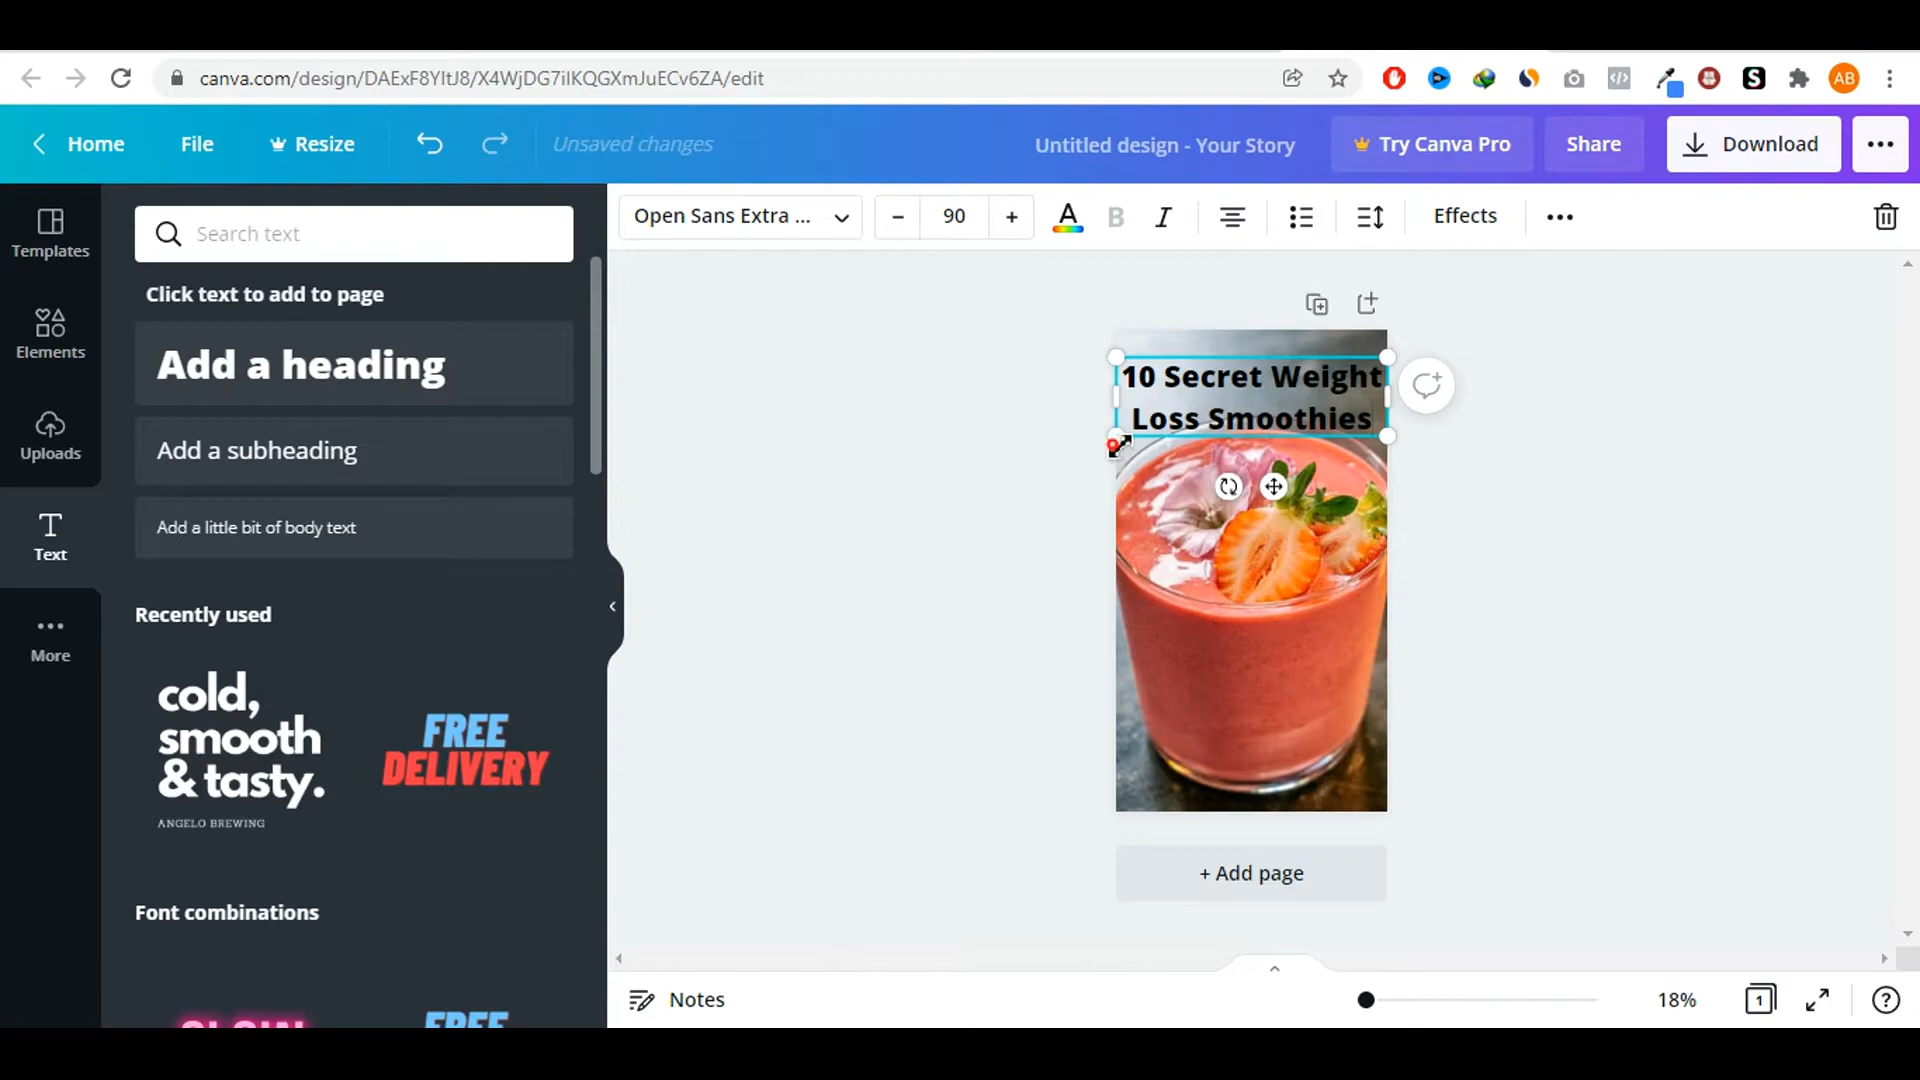 canva.com/design/DAExF8YItJ8/X4WjDG7iIKQGXmJuECv6ZA/edit
AB
Home
File
Resize
Unsaved changes
Untitled design - Your Story
Try Canva Pro
Share
Download
Templates
Elements
Uploads
Text
More
Search text
Click text to add to page
Add a heading
Add a subheading
Add a little bit of body text
Recently used
cold,
smooth
& tasty.
ANGELO BREWING
FREE
DELIVERY
Font combinations
FREE
Open Sans Extra ...
90
A
B
I
Effects
10 Secret Weight
Loss Smoothies
+ Add page
Notes
18%
1